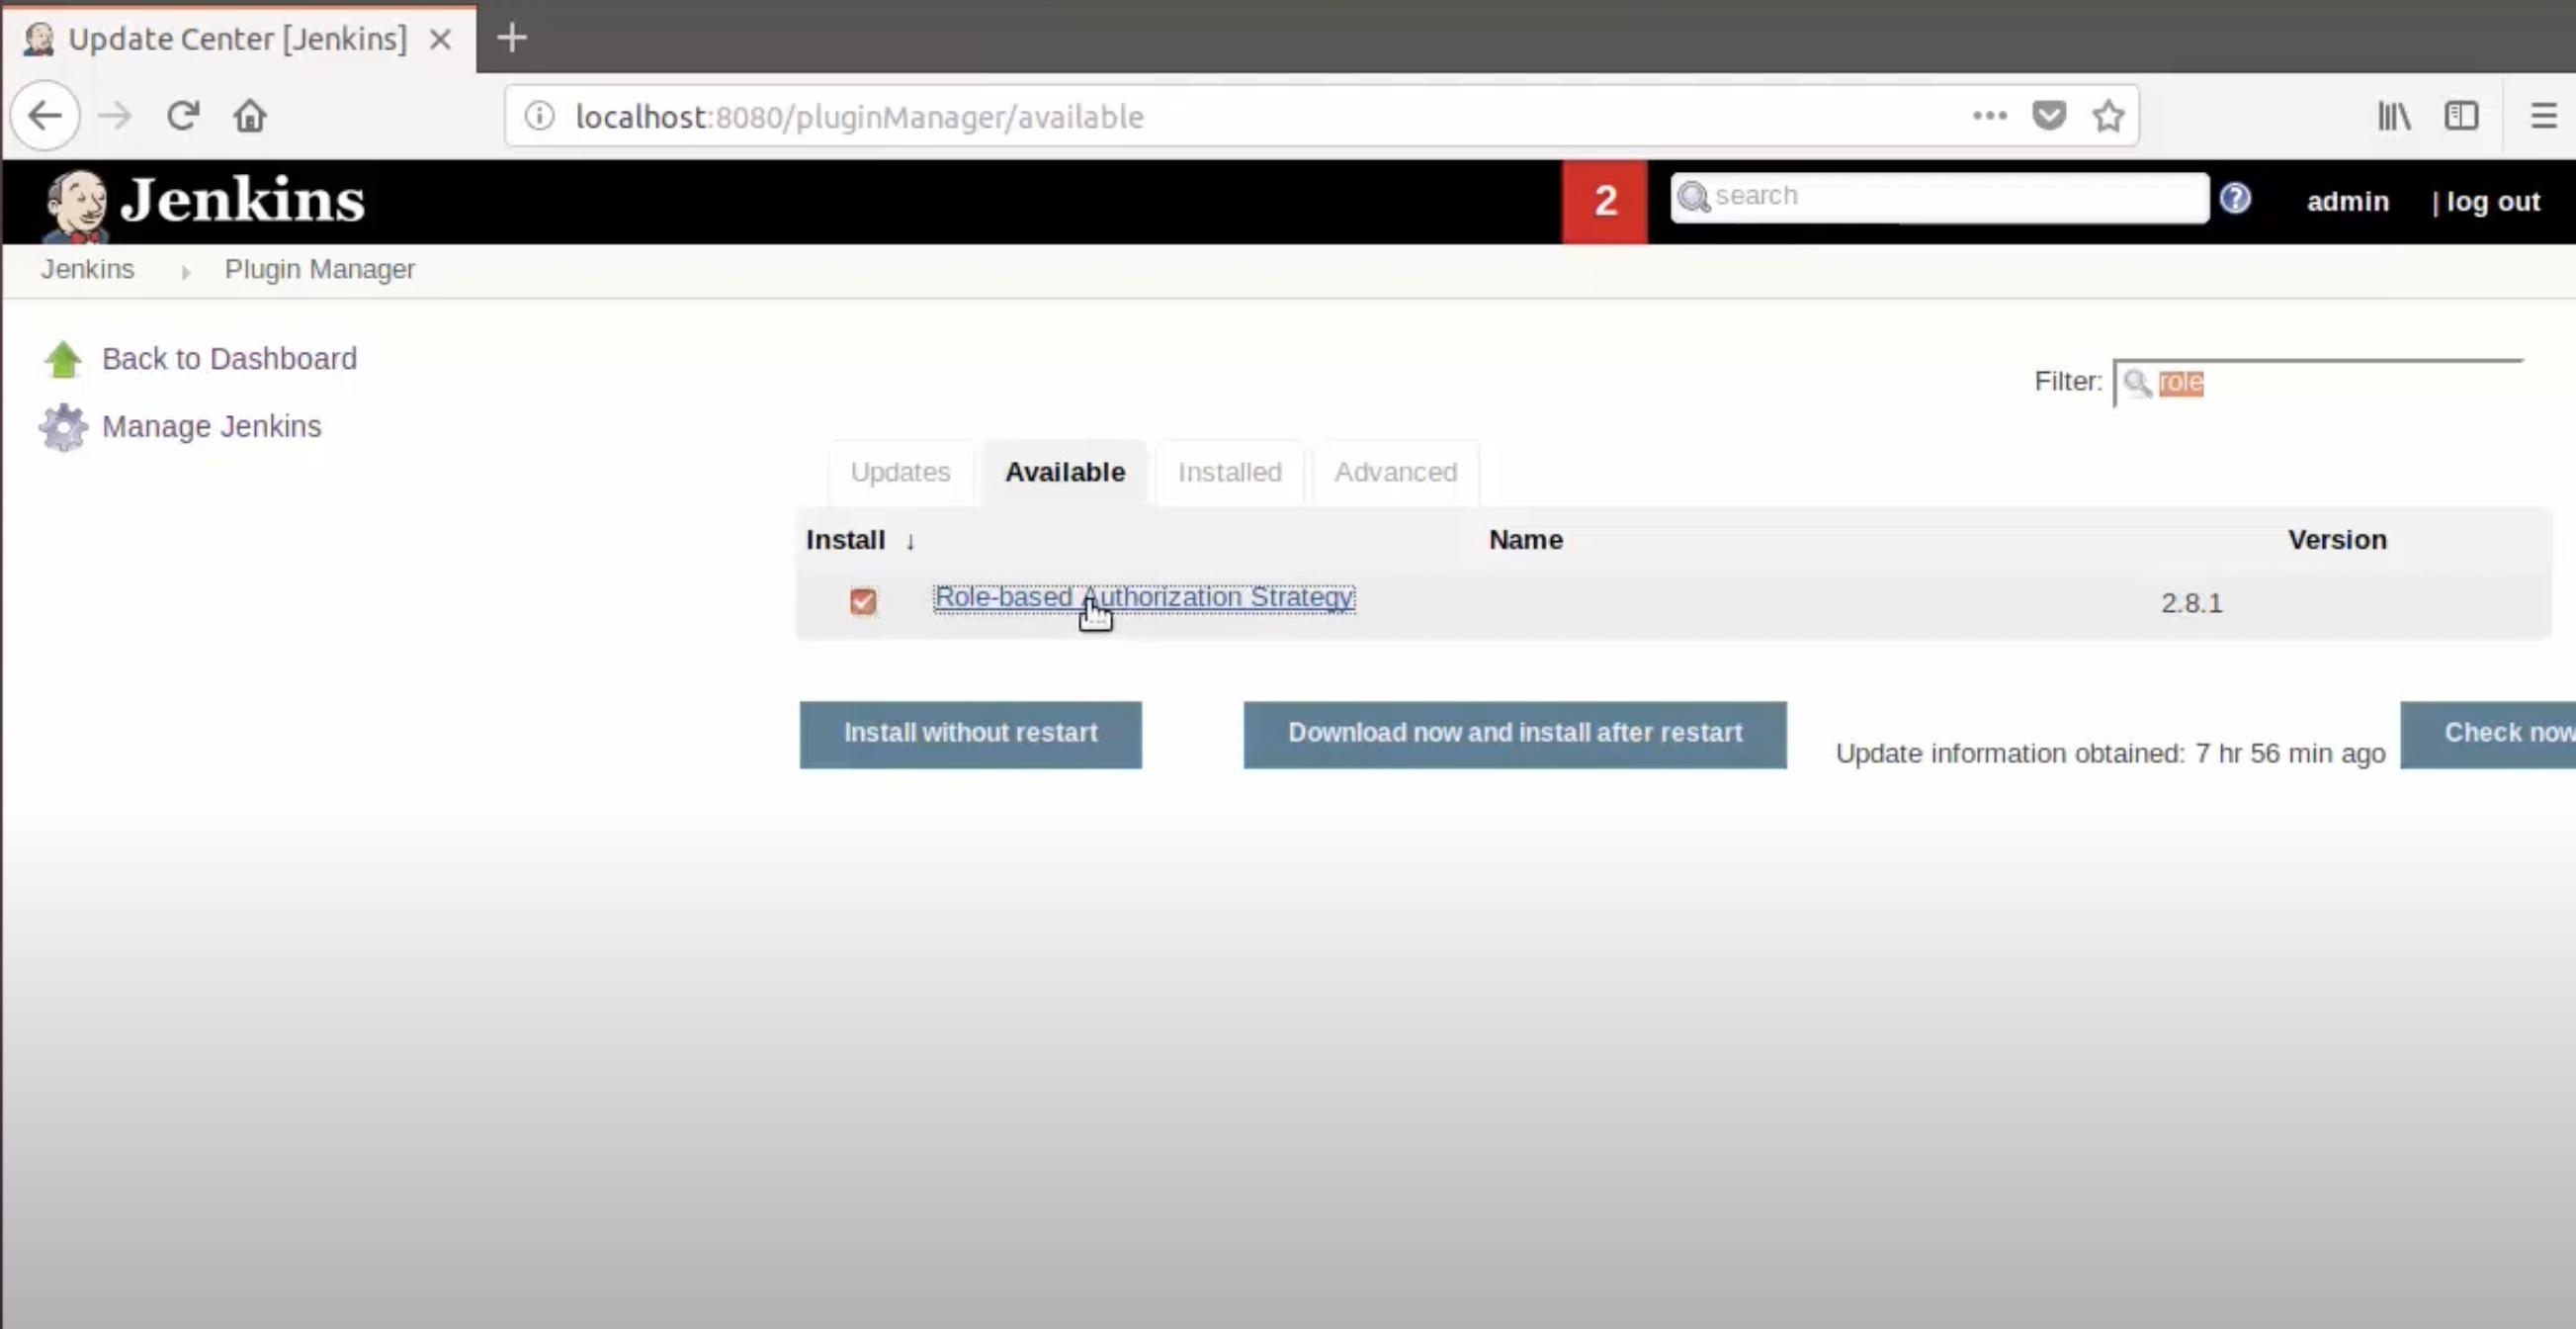 Update Center [Jenkins]
localhost:8080/pluginManager/available
Jenkins
2
search
admin
| log out
Jenkins
Plugin Manager
Back to Dashboard
Manage Jenkins
Filter:
role
Updates
Available
Installed
Advanced
Install ↓
Name
Version
Role-based Authorization Strategy
2.8.1
Install without restart
Download now and install after restart
Update information obtained: 7 hr 56 min ago
Check now